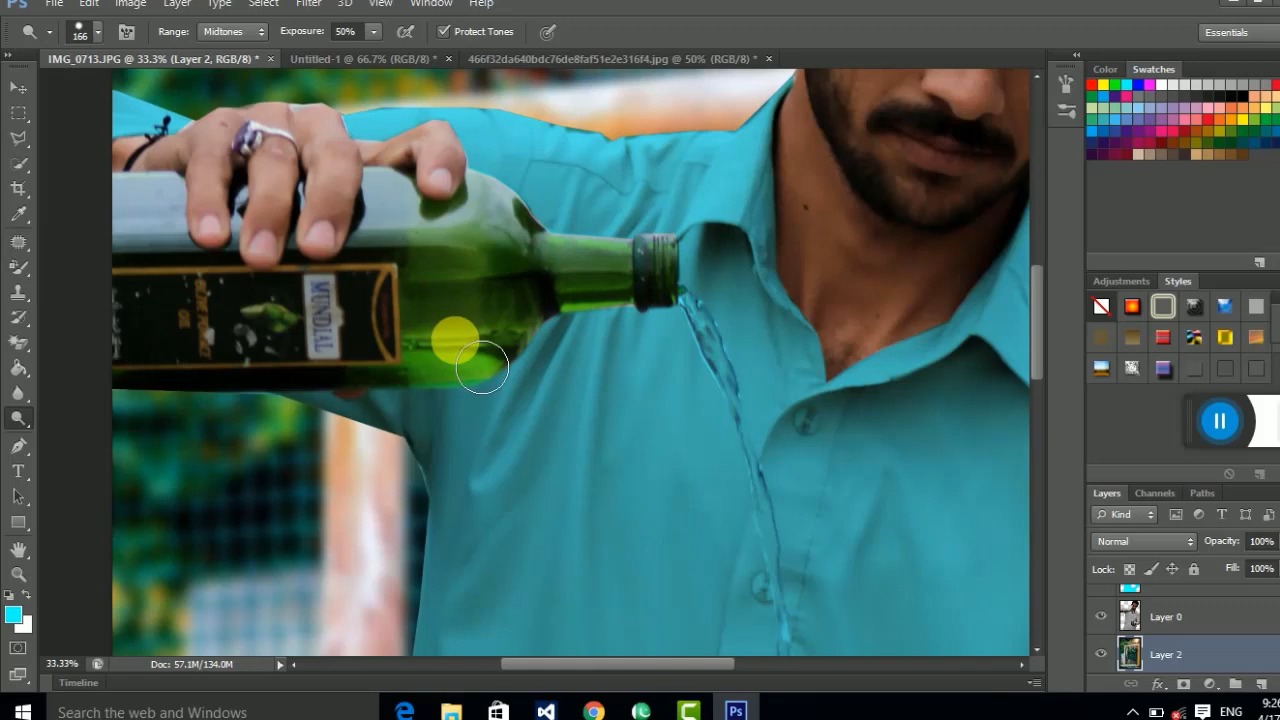 Ps File Edit Image Layer Type Select Filter 3D View Window Help
166 Range: Midtones Exposure: 50% Protect Tones Essentials
IMG_0713.JPG @ 33.3% (Layer 2, RGB/8) * × Untitled-1 @ 66.7% (RGB/8) * × 466f32da640bdc76de8faf51e2e316f4.jpg @ 50% (RGB/8) * ×
Color Swatches
MUNDIAL
OIL
Adjustments Styles
Layers Channels Paths
Kind
Normal Opacity: 100%
Lock: Fill: 100%
Layer 0
Layer 2
33.33% Doc: 57.1M/134.0M
Timeline
Search the web and Windows
Ps
ENG